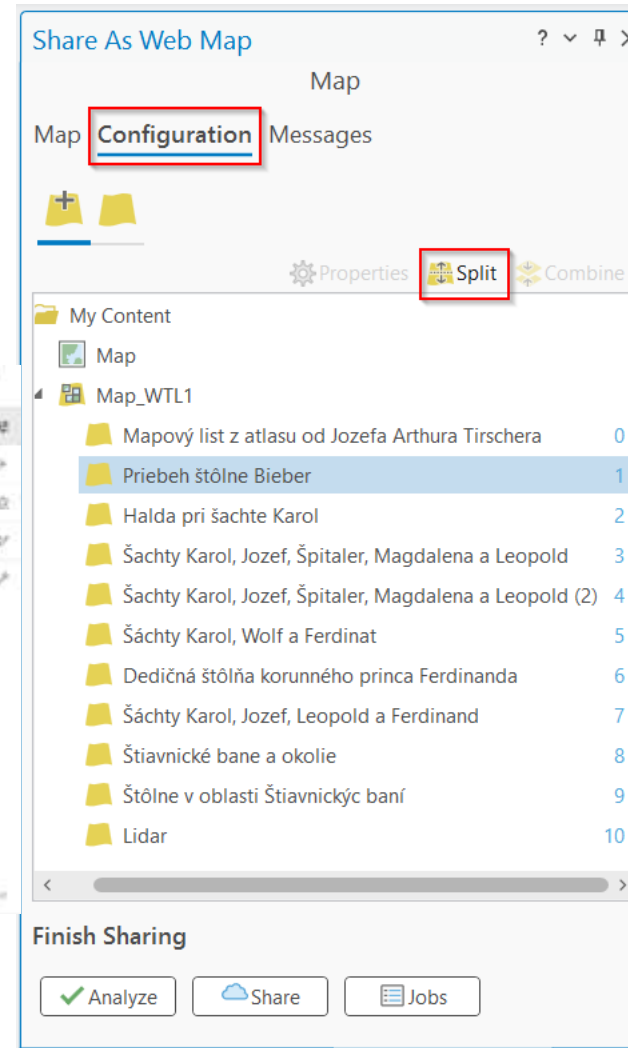 Share As Web Map ?
Map
Map Configuration Messages
Properties Split Combine
My Content
Map
Map_WTL1
Mapový list z atlasu od Jozefa Arthura Tirschera 0
Priebeh štôlne Bieber 1
Halda pri šachte Karol 2
Šachty Karol, Jozef, Špitaler, Magdalena a Leopold 3
Šachty Karol, Jozef, Špitaler, Magdalena a Leopold (2) 4
Šáchty Karol, Wolf a Ferdinat 5
Dedičná štôlňa korunného princa Ferdinanda 6
Šáchty Karol, Jozef, Leopold a Ferdinand 7
Štiavnické bane a okolie 8
Štôlne v oblasti Štiavnickýc baní 9
Lidar 10
Finish Sharing
Analyze Share Jobs